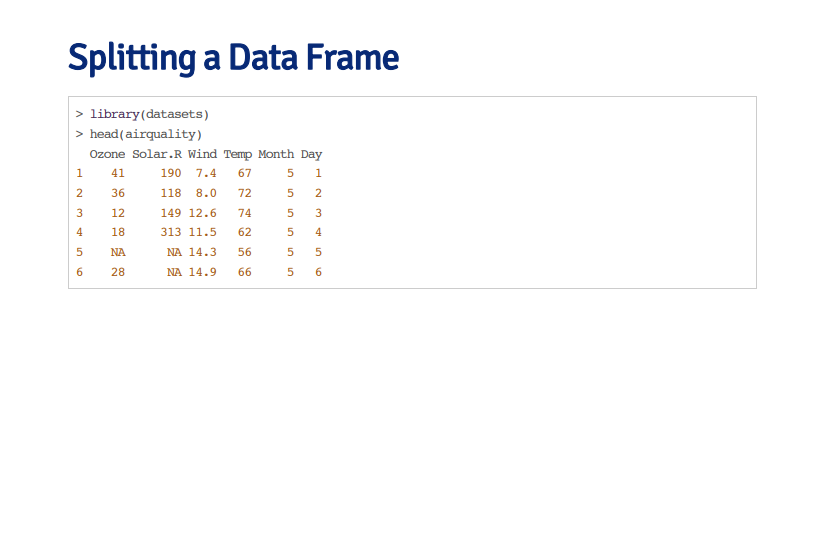 Splitting a Data Frame
> library(datasets)
> head(airquality)
  Ozone Solar.R Wind Temp Month Day
1    41     190  7.4   67     5   1
2    36     118  8.0   72     5   2
3    12     149 12.6   74     5   3
4    18     313 11.5   62     5   4
5    NA      NA 14.3   56     5   5
6    28      NA 14.9   66     5   6